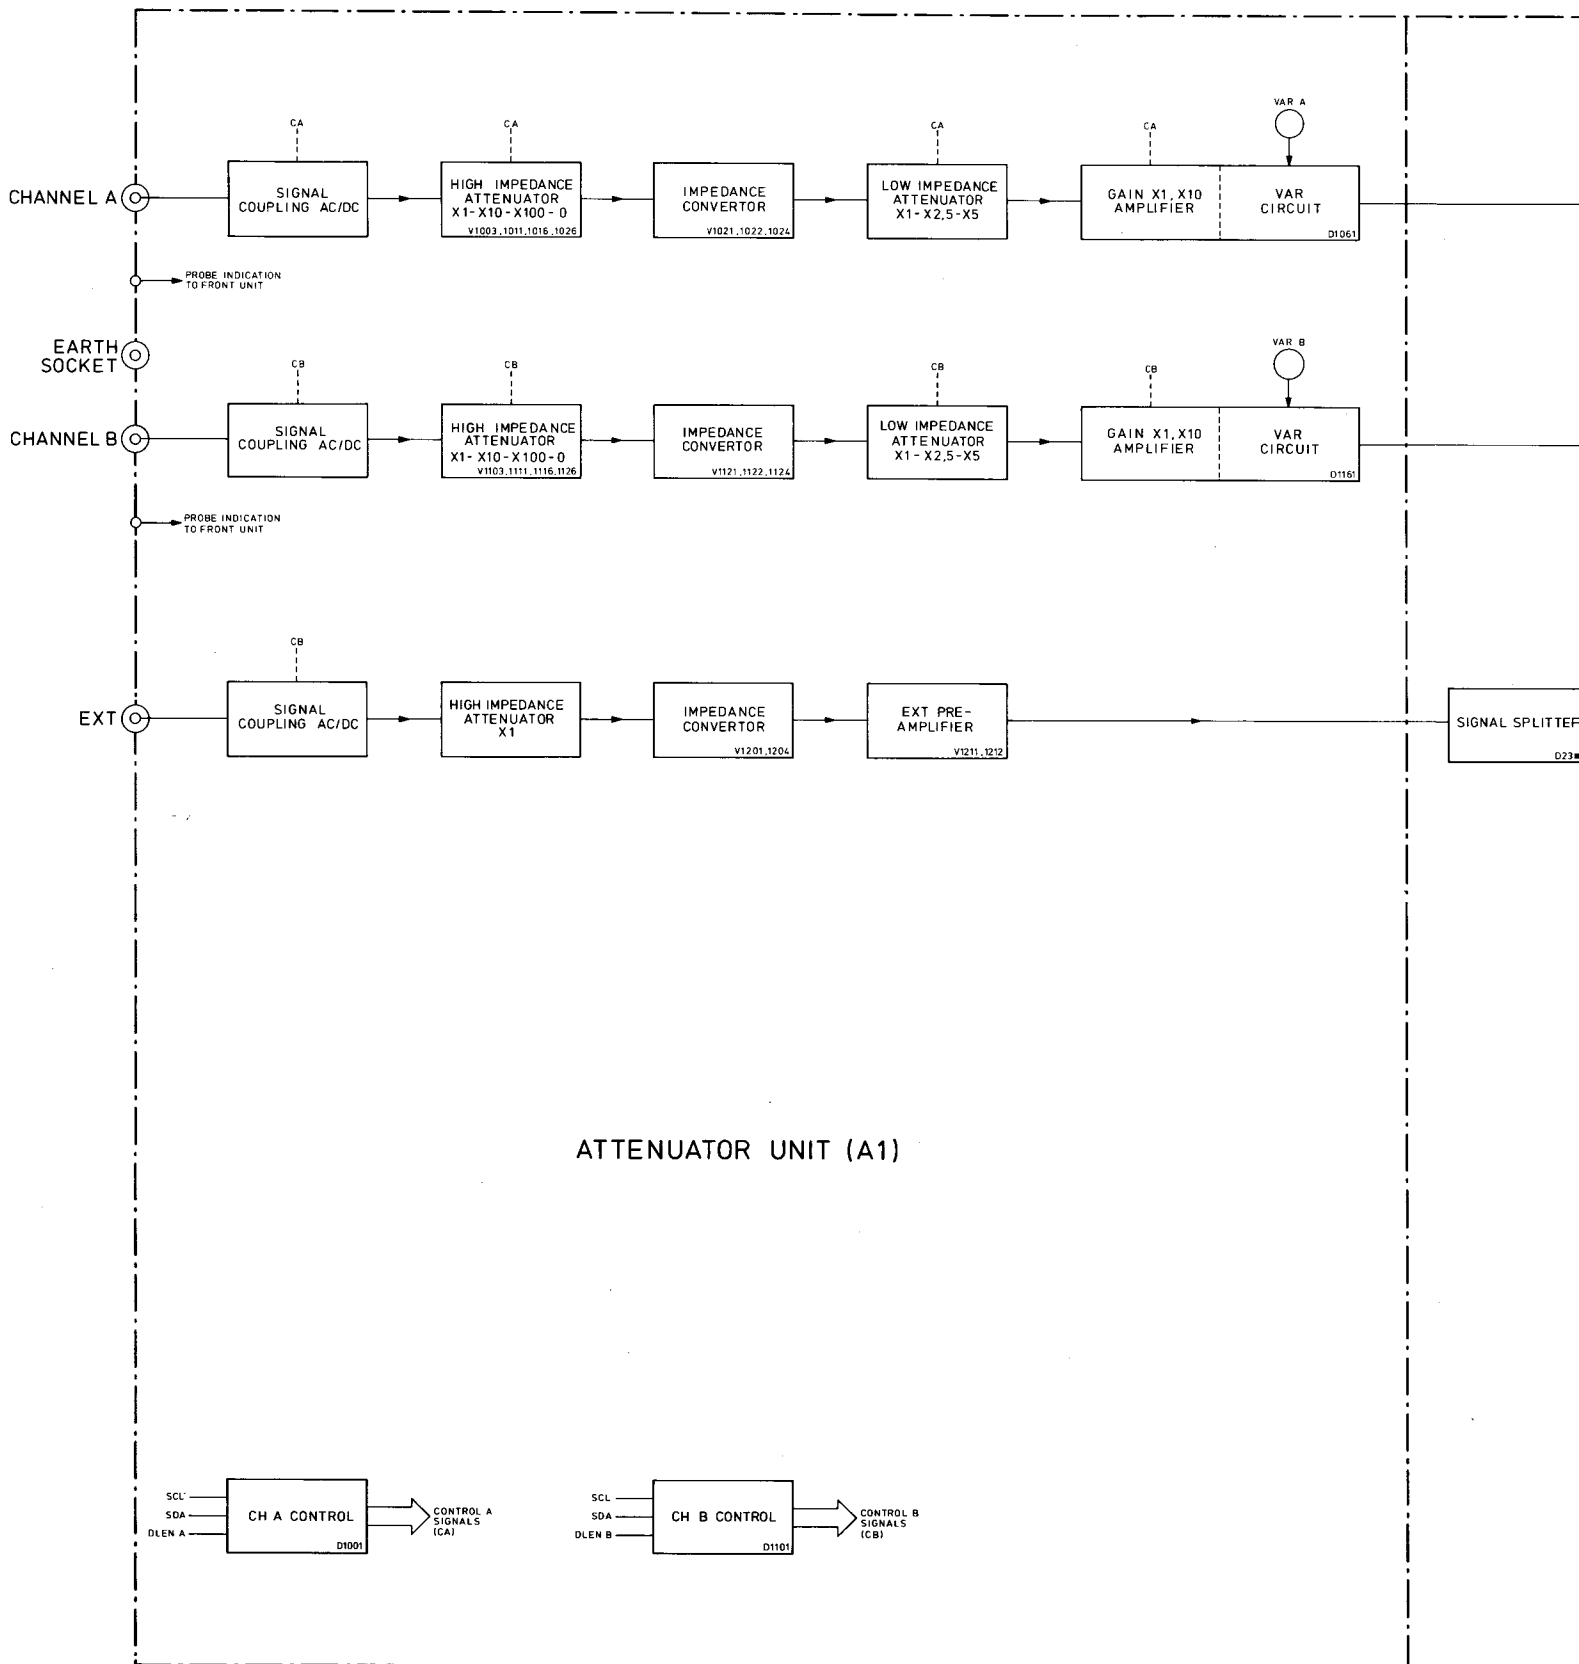 VAR A
CA
CA
CA
CA
CHANNEL A
SIGNAL
COUPLING AC/DC
HIGH IMPEDANCE
ATTENUATOR
X1-X10-X100-0
V1003,1011,1016,1026
IMPEDANCE
CONVERTOR
V1021,1022,1024
LOW IMPEDANCE
ATTENUATOR
X1-X2,5-X5
GAIN X1,X10
AMPLIFIER
VAR
CIRCUIT
D1061
PROBE INDICATION
TO FRONT UNIT
EARTH
SOCKET
VAR B
CB
CB
CB
CB
CHANNEL B
SIGNAL
COUPLING AC/DC
HIGH IMPEDANCE
ATTENUATOR
X1-X10-X100-0
V1103,1111,1116,1126
IMPEDANCE
CONVERTOR
V1121,1122,1124
LOW IMPEDANCE
ATTENUATOR
X1-X2,5-X5
GAIN X1,X10
AMPLIFIER
VAR
CIRCUIT
D1161
PROBE INDICATION
TO FRONT UNIT
CB
EXT
SIGNAL
COUPLING AC/DC
HIGH IMPEDANCE
ATTENUATOR
X1
IMPEDANCE
CONVERTOR
V1201,1204
EXT PRE-
AMPLIFIER
V1211,1212
SIGNAL
ATTENUATOR UNIT (A1)
SCL
SDA
DLEN A
CH A CONTROL
D1001
CONTROL A
SIGNALS
(CA)
SCL
SDA
DLEN B
CH B CONTROL
D1101
CONTROL B
SIGNALS
(CB)